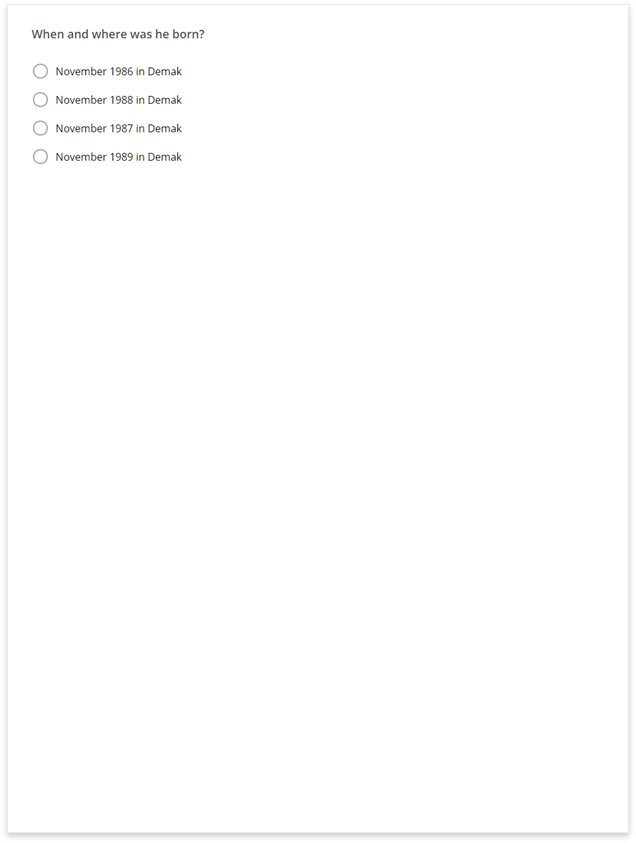 When and where was he born?
November 1986 in Demak
November 1988 in Demak
November 1987 in Demak
November 1989 in Demak